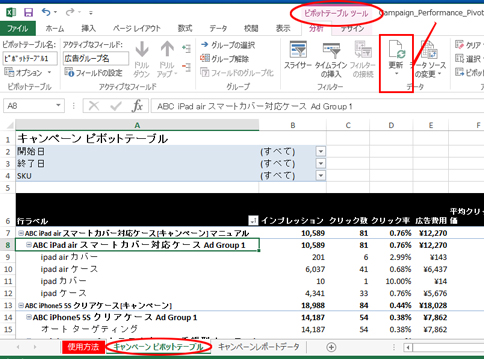 ピボットテーブル ツール
Campaign_Performance_Pivot
ファイル ホーム 挿入 ページ レイアウト 数式 データ 校閲 表示 分析 デザイン
ピボットテーブル名: アクティブなフィールド:
ピボットテーブル1 広告グループ名
オプション フィールドの設定
ドリルダウン ドリルアップ
グループの選択
グループ解除
グループのフィールド化
スライサー タイムラインの挿入 フィルターの接続
更新 データ ソースの変更
クリア
選択
ピボットテーブル アクティブなフィールド グループ フィルター データ
A8 ABC iPad air スマートカバー対応ケース Ad Group 1
A B C D E F
1 キャンペーン ピボットテーブル
2 開始日 (すべて)
3 終了日 (すべて)
4 SKU (すべて)
5
平均クリック
6 行ラベル インプレッション クリック数 クリック率 広告費用 価
7 ABC iPad air スマートカバー対応ケース[キャンペーン] マニュアル 10,589 81 0.76% ¥12,270
8 ABC iPad air スマートカバー対応ケース Ad Group 1 10,589 81 0.76% ¥12,270
9 ipad air カバー 201 6 2.99% ¥143
10 ipad air ケース 6,037 41 0.68% ¥6,437
11 ipad カバー 10 1 10.00% ¥14
12 ipad ケース 4,341 33 0.76% ¥5,676
13 ABC iPhone5 5S クリアケース[キャンペーン] 18,988 84 0.44% ¥18,028
14 ABC iPhone5 5S クリアケース Ad Group 1 14,187 54 0.38% ¥7,862
15 オート ターゲティング 14,187 54 0.38% ¥7,862
使用方法 キャンペーン ピボットテーブル キャンペーンレポートデータ